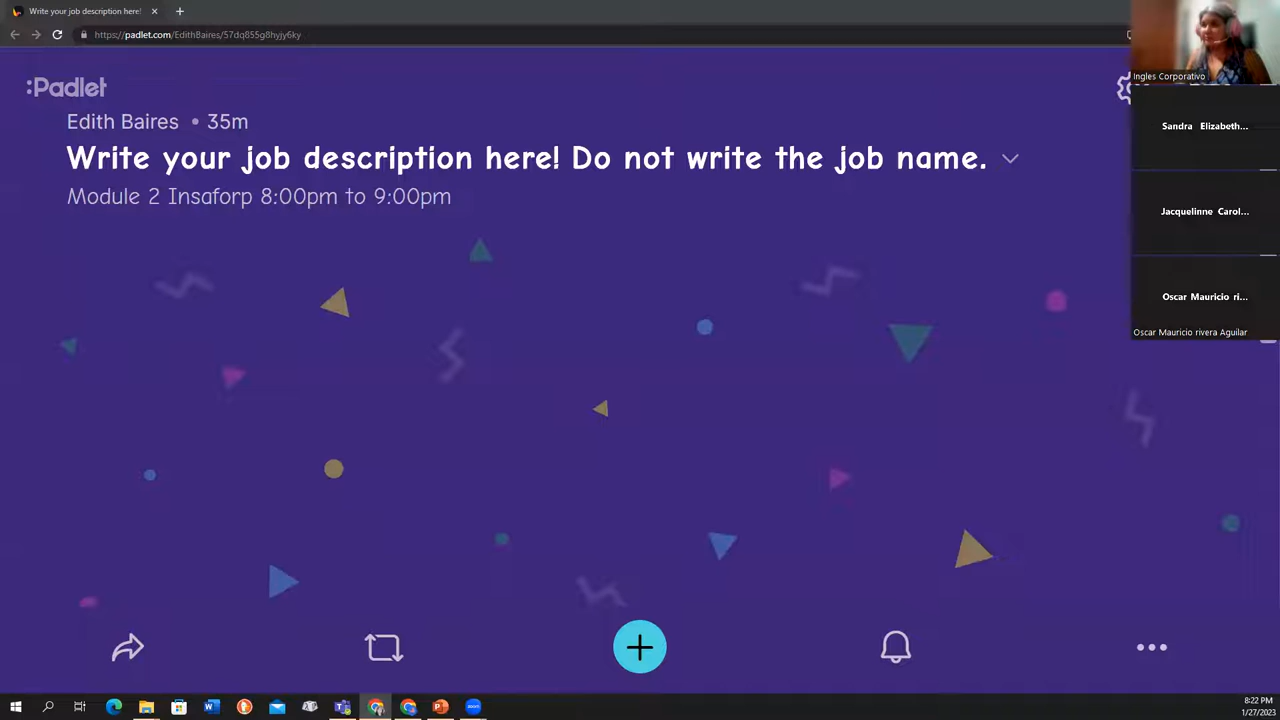 Write your job description here!
https://padlet.com/EdithBaires/57dq855g8hyjy6ky
Ingles Corporativo
:Padlet
Edith Baires • 35m
Write your job description here! Do not write the job name.
Module 2 Insaforp 8:00pm to 9:00pm
Sandra Elizabeth...
Jacquelinne Carol...
Oscar Mauricio ri...
Oscar Mauricio rivera Aguilar
8:22 PM
1/27/2023